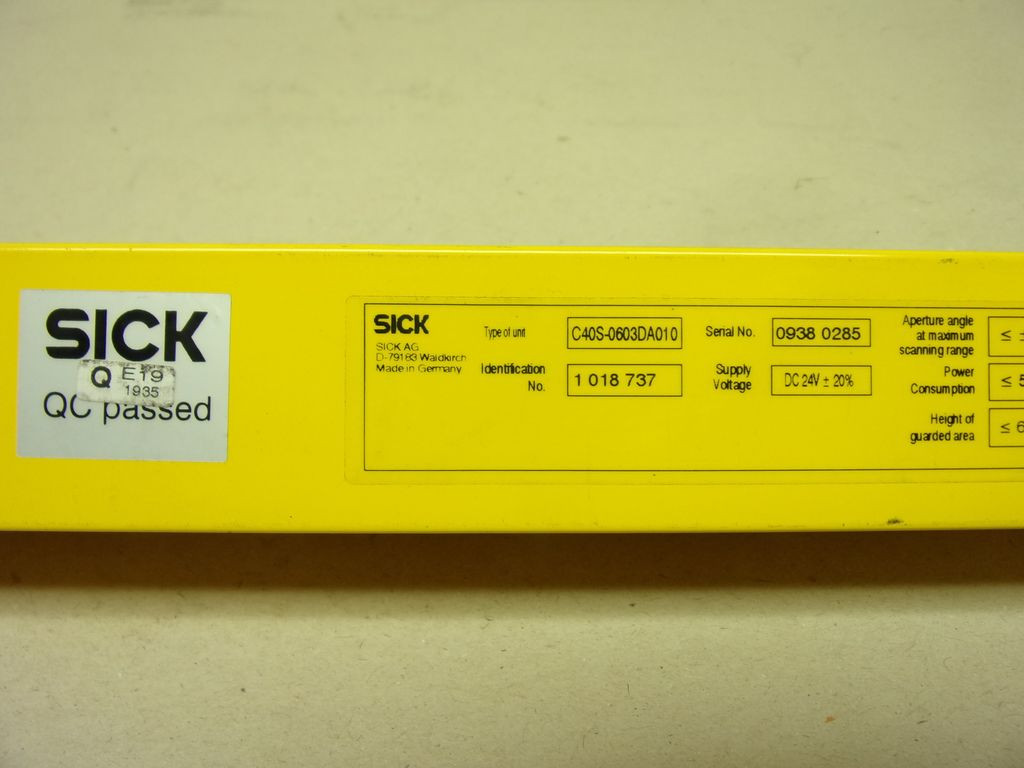 SICK
Q E19
1935
QC passed
SICK
SICK AG
D-79183 Waldkirch
Made in Germany
Type of unit
C40S-0603DA010
Identification
No.
1 018 737
Serial No.
0938 0285
Supply
Voltage
DC 24V ± 20%
Aperture angle
at maximum
scanning range
≤ ±
Power
Consumption
≤ 5
Height of
guarded area
≤ 6